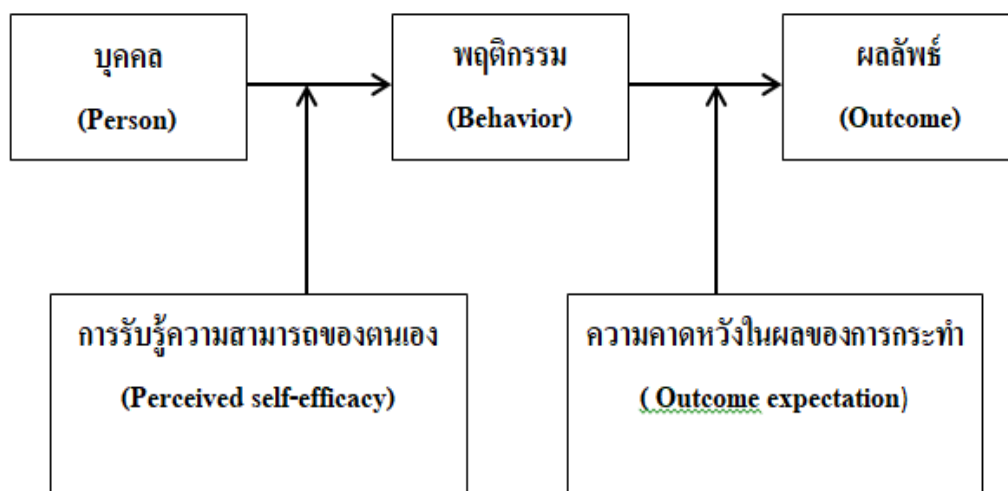 บุคคล
(Person)
พฤติกรรม
(Behavior)
ผลลัพธ์
(Outcome)
การรับรู้ความสามารถของตนเอง
(Perceived self-efficacy)
ความคาดหวังในผลของการกระทำ
( Outcome expectation)